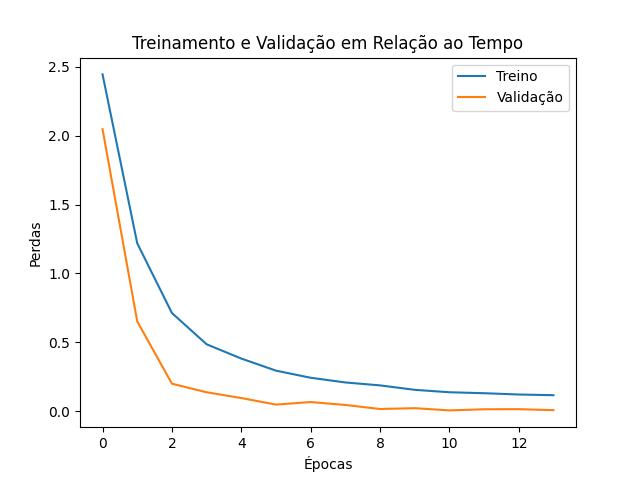 Treinamento e Validação em Relação ao Tempo
2.5
2.0
1.5
1.0
0.5
0.0
Perdas
Treino
Validação
0 2 4 6 8 10 12
Épocas